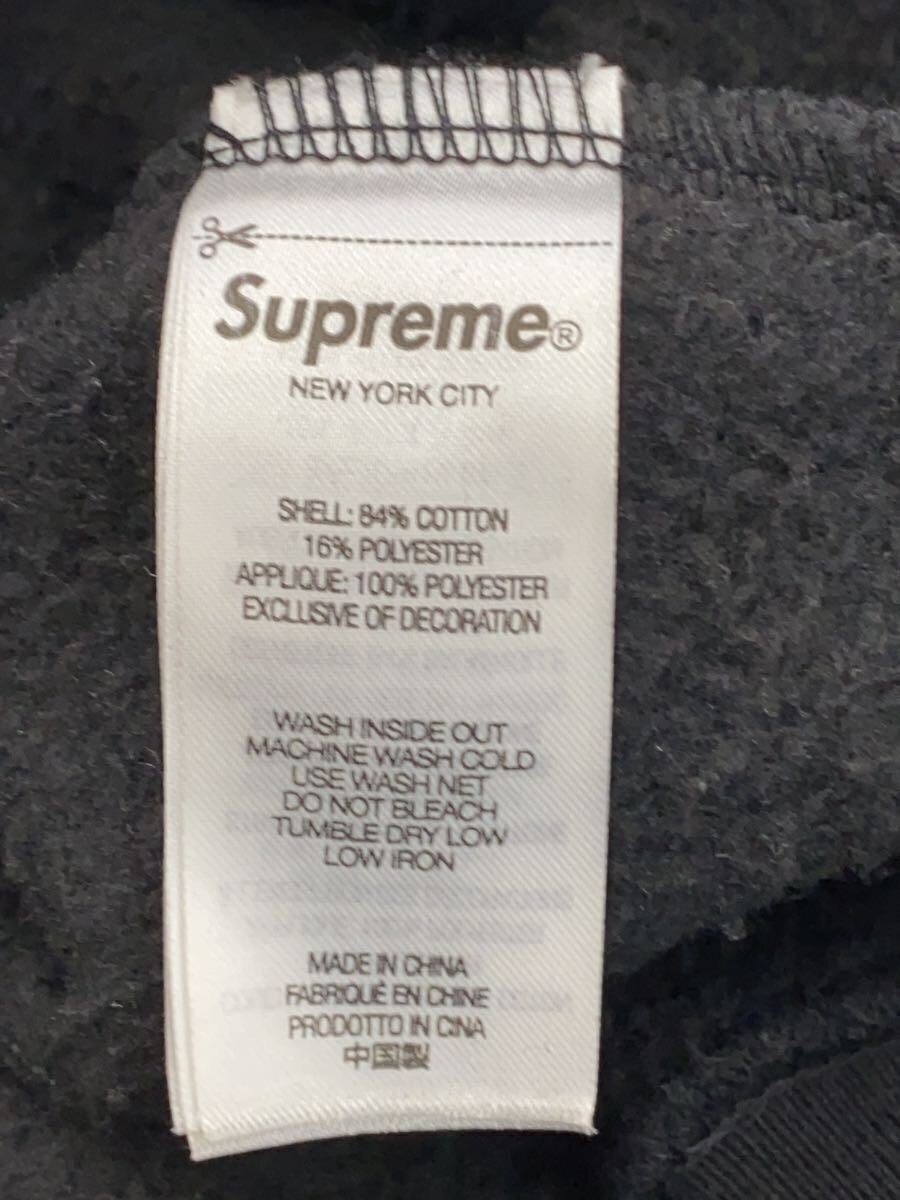 Supreme®
NEW YORK CITY
SHELL: 84% COTTON
16% POLYESTER
APPLIQUE: 100% POLYESTER
EXCLUSIVE OF DECORATION
WASH INSIDE OUT
MACHINE WASH COLD
USE WASH NET
DO NOT BLEACH
TUMBLE DRY LOW
LOW IRON
MADE IN CHINA
FABRIQUÉ EN CHINE
PRODOTTO IN CINA
中国製